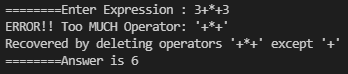 ========Enter Expression : 3+*+3
ERROR!! Too MUCH Operator: '+*+'
Recovered by deleting operators '+*+' except '+'
========Answer is 6